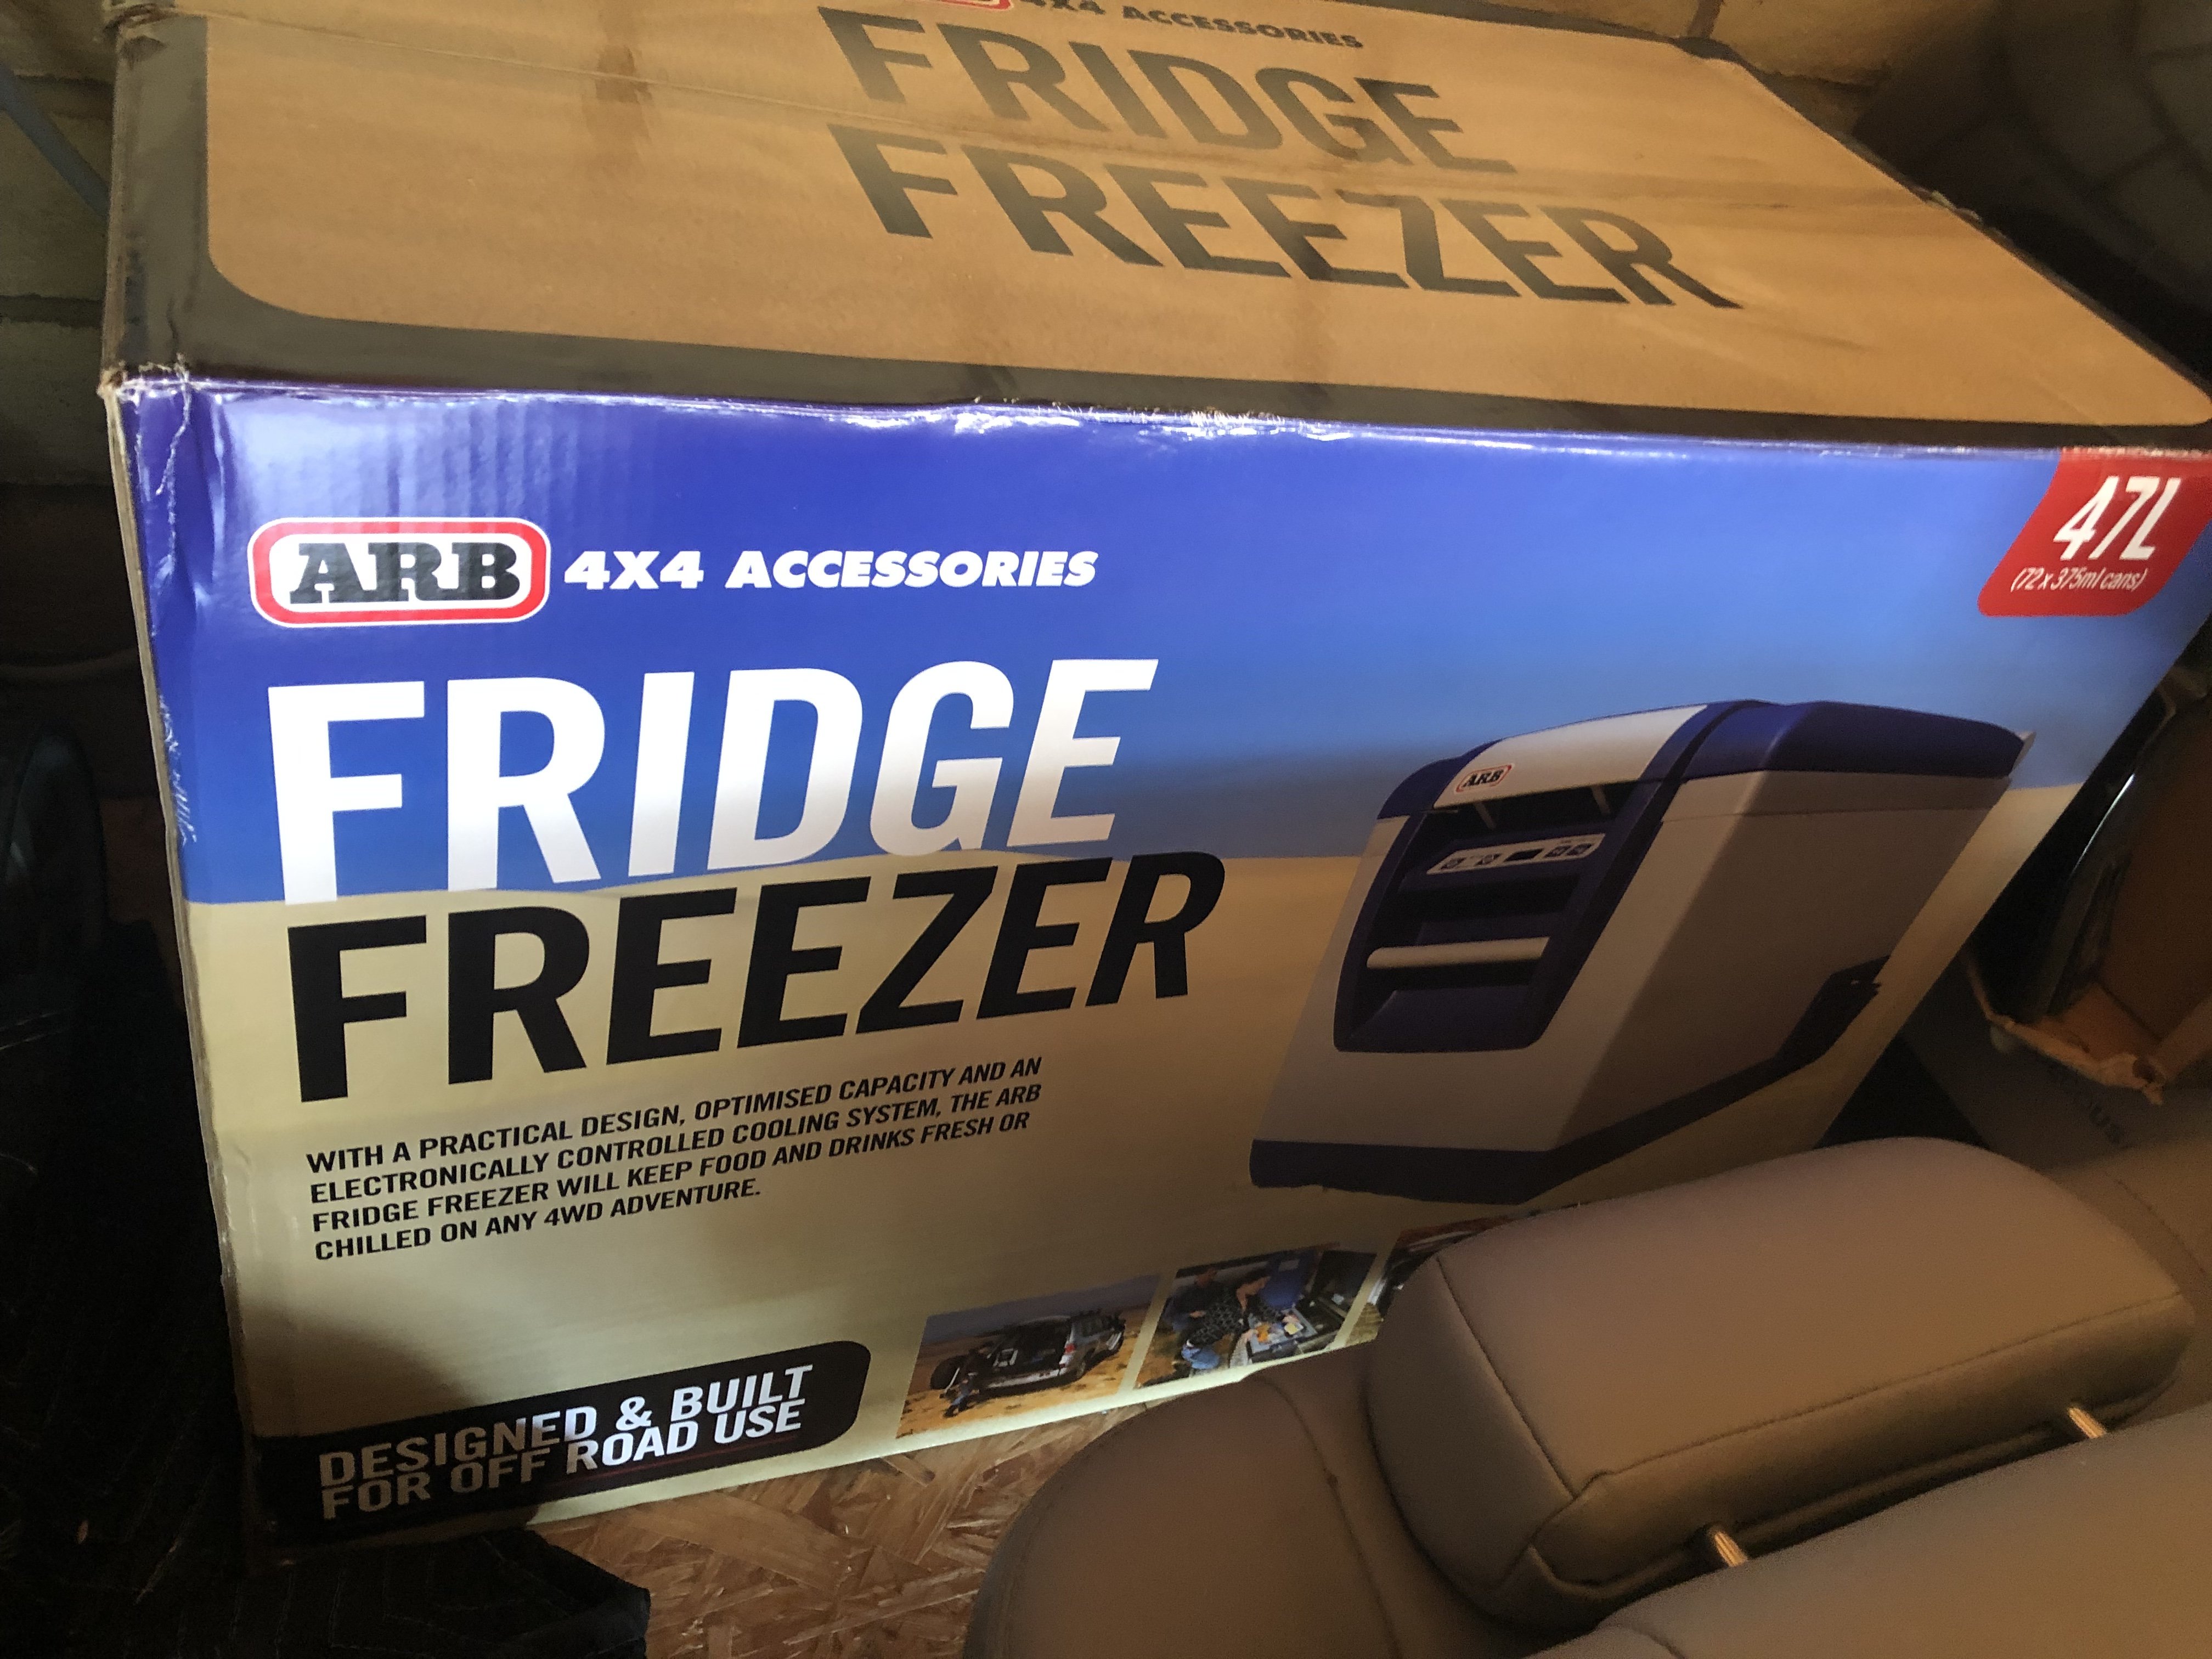 4X4 ACCESSORIES
FRIDGE
FREEZER
ARB 4X4 ACCESSORIES
47L
(72 x 375ml cans)
FRIDGE
FREEZER
ARB
WITH A PRACTICAL DESIGN, OPTIMISED CAPACITY AND AN
ELECTRONICALLY CONTROLLED COOLING SYSTEM, THE ARB
FRIDGE FREEZER WILL KEEP FOOD AND DRINKS FRESH OR
CHILLED ON ANY 4WD ADVENTURE.
DESIGNED & BUILT
FOR OFF ROAD USE